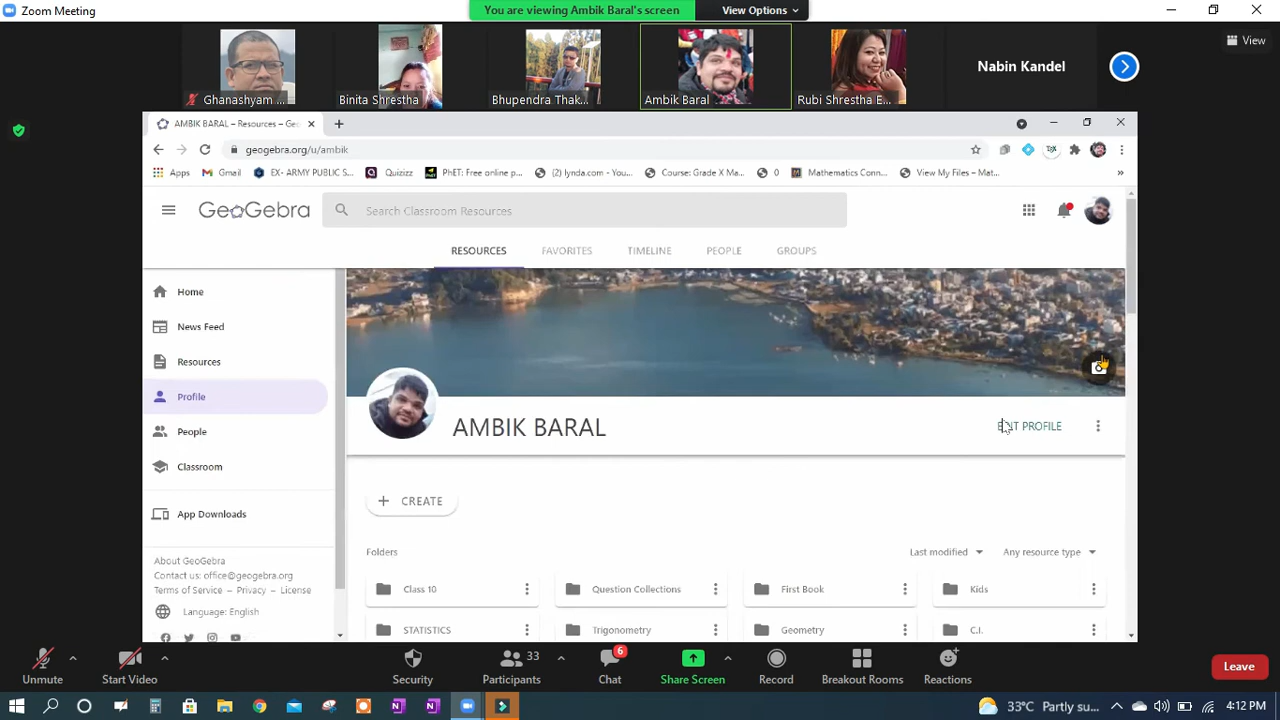 Zoom Meeting
You are viewing Ambik Baral's screen
View Options
View
Ghanashyam ...
Binita Shrestha
Bhupendra Thak...
Ambik Baral
Rubi Shrestha E...
Nabin Kandel
AMBIK BARAL – Resources – Ge
geogebra.org/u/ambik
Apps
Gmail
EX- ARMY PUBLIC S...
Quizizz
PhET: Free online p...
(2) lynda.com - You...
Course: Grade X Ma...
0
Mathematics Conn...
View My Files – Mat...
»
GeoGebra
Search Classroom Resources
RESOURCES
FAVORITES
TIMELINE
PEOPLE
GROUPS
Home
News Feed
Resources
Profile
People
Classroom
App Downloads
About GeoGebra
Contact us: office@geogebra.org
Terms of Service – Privacy – License
Language: English
AMBIK BARAL
EDIT PROFILE
+ CREATE
Folders
Last modified
Any resource type
Class 10
Question Collections
First Book
Kids
STATISTICS
Trigonometry
Geometry
C.I.
Unmute
Start Video
Security
33
Participants
6
Chat
Share Screen
Record
Breakout Rooms
Reactions
Leave
33°C Partly su...
4:12 PM